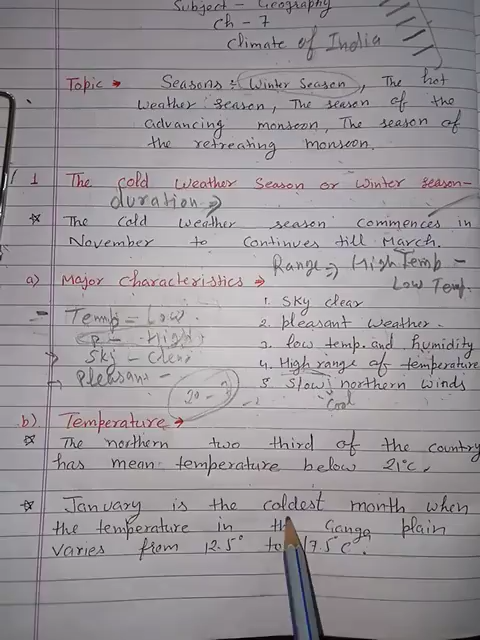 Subject - Geography
Ch - 7
Climate of India
Topic → Seasons : Winter Season, The hot
weather season, The season of the
advancing monsoon, The season of
the retreating monsoon.
1 The cold weather season or winter season-
duration →
* The cold weather season commences in
November to continues till March.
Range => High Temp -
Low Temp.
a) Major characteristics →
1. Sky clear
2. pleasant weather.
3. low temp. and humidity
4. High range of temperature
5. Slow northern winds
Cool
Temp = Low.
- High
Sky - Clear
Pleasant -
b) Temperature →
* The northern two third of the country
has mean temperature below 21°c.
* January is the coldest month when
the temperature in the Ganga plain
varies from 12.5° to 17.5°c.